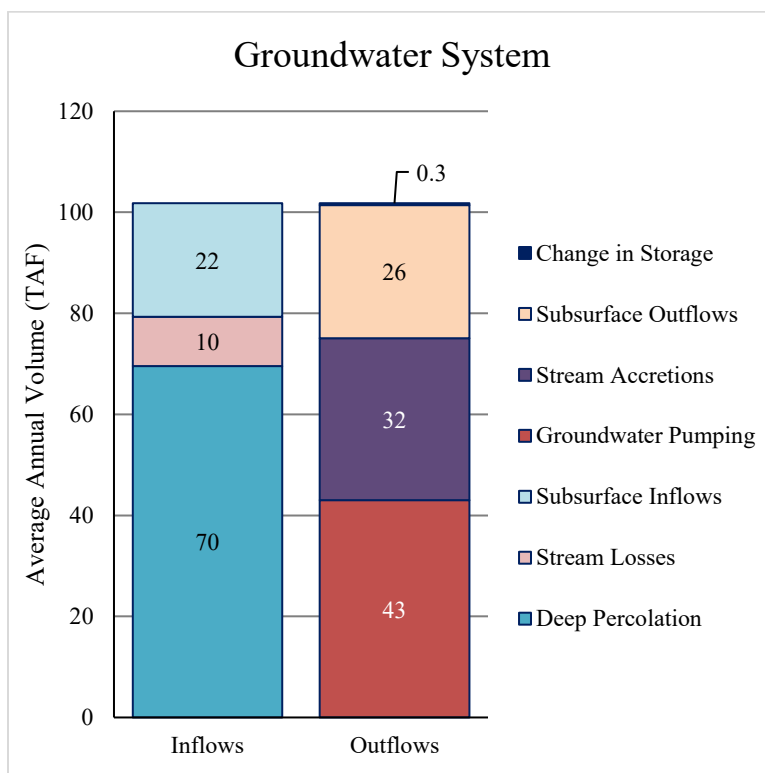 Groundwater System
Average Annual Volume (TAF)
120
100
80
60
40
20
0
22
10
70
0.3
26
32
43
Inflows
Outflows
Change in Storage
Subsurface Outflows
Stream Accretions
Groundwater Pumping
Subsurface Inflows
Stream Losses
Deep Percolation